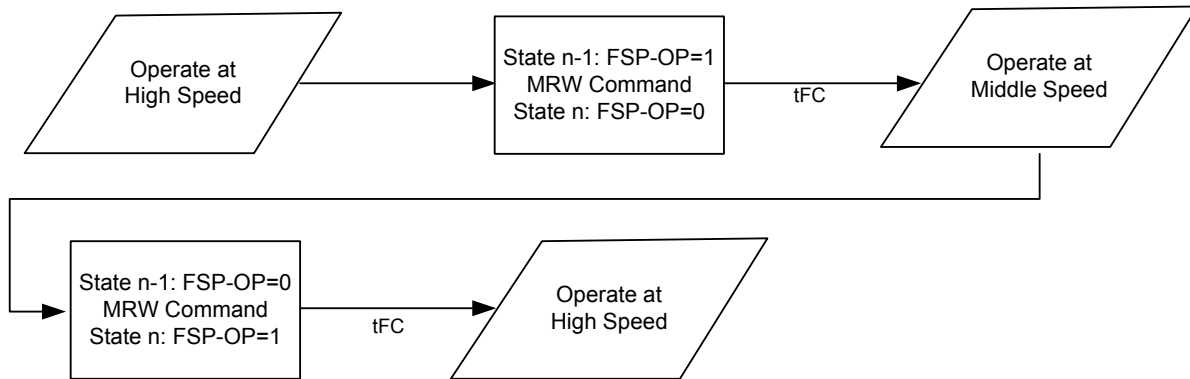 Operate at
High Speed
State n-1: FSP-OP=1
MRW Command
State n: FSP-OP=0
tFC
Operate at
Middle Speed
State n-1: FSP-OP=0
MRW Command
State n: FSP-OP=1
tFC
Operate at
High Speed